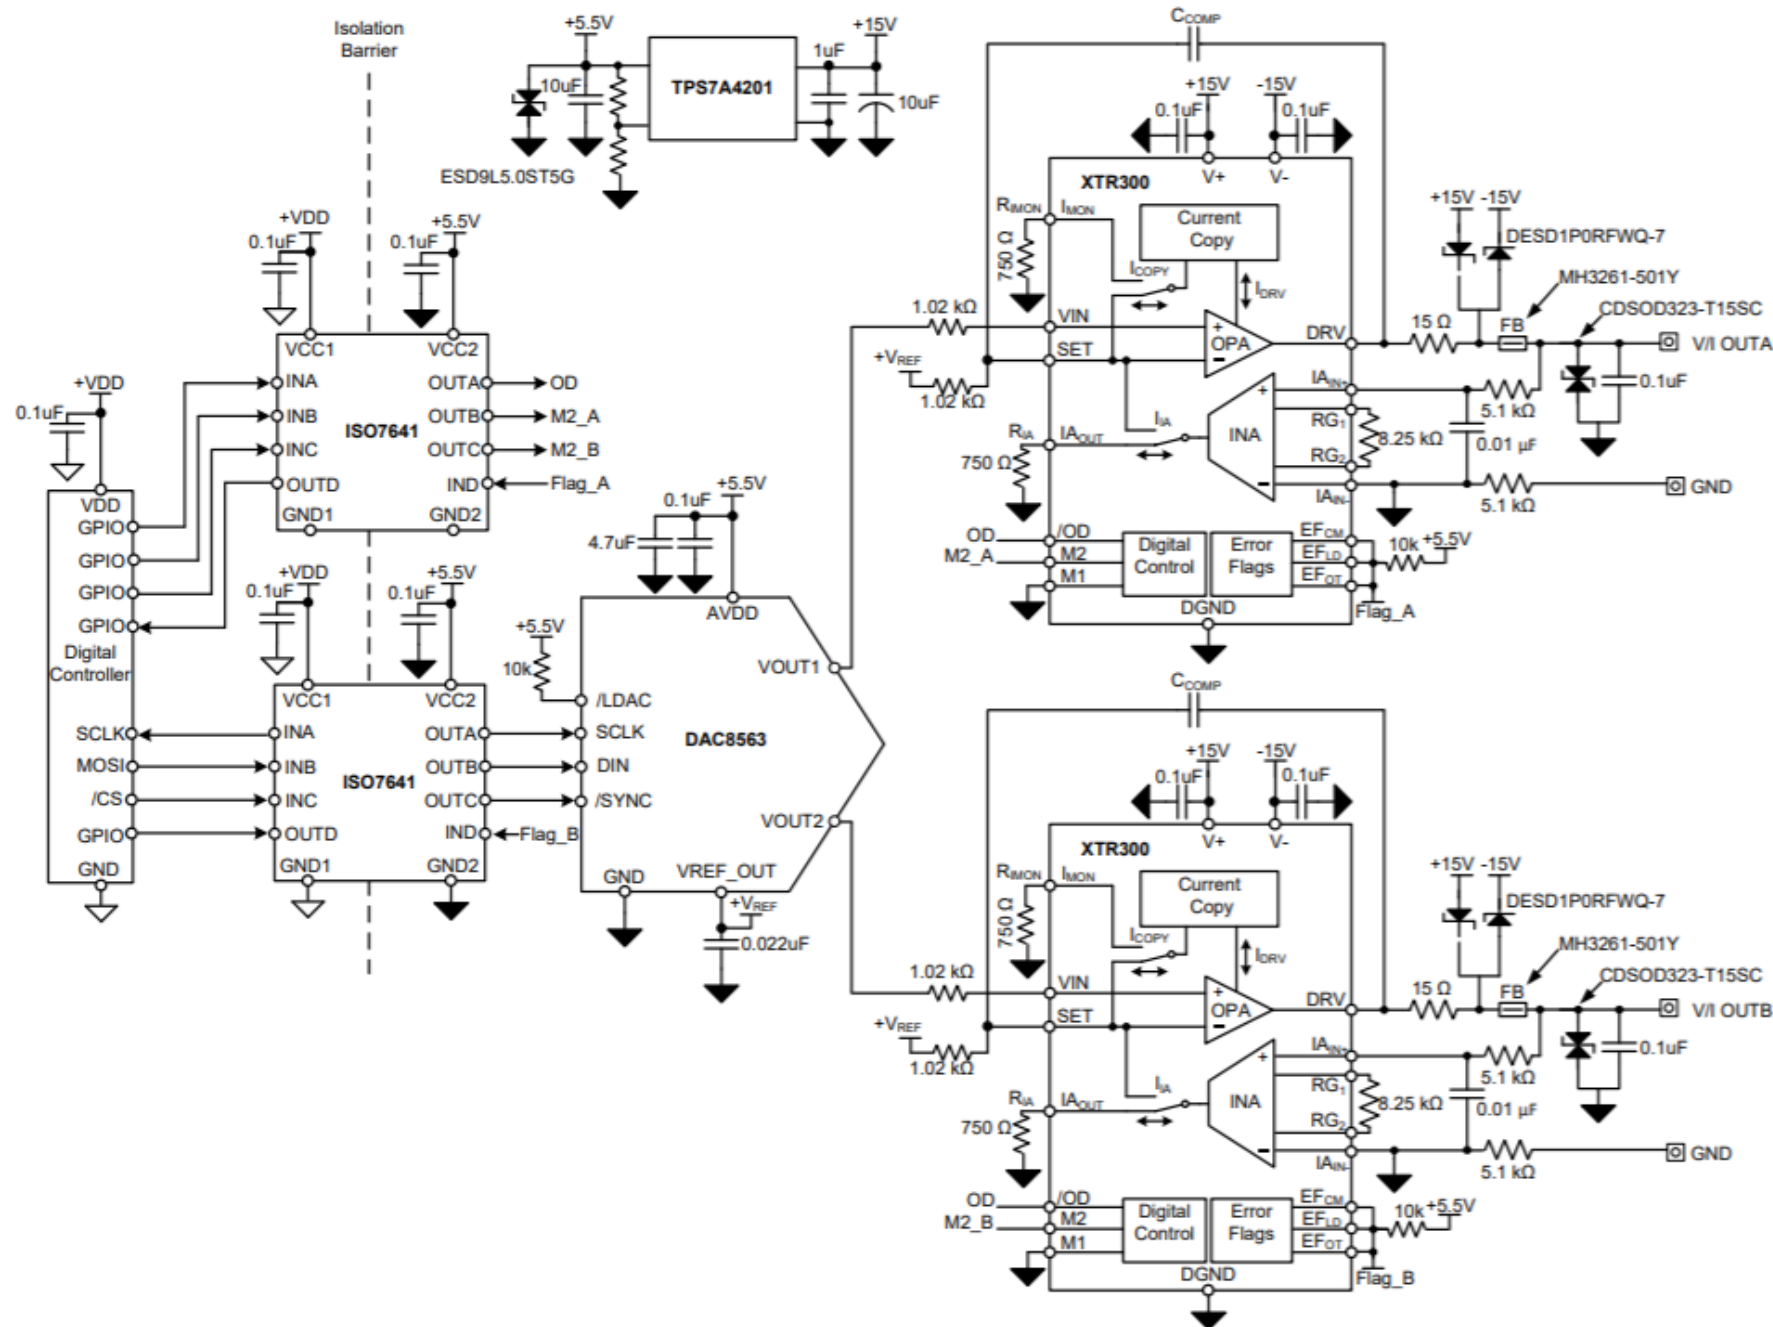 Isolation
Barrier
+5.5V
10uF
TPS7A4201
1uF
+15V
10uF
ESD9L5.0ST5G
+VDD
0.1uF
+5.5V
0.1uF
VCC1
VCC2
INA
INB
INC
OUTD
GND1
ISO7641
OUTA
OUTB
OUTC
IND
GND2
OD
M2_A
M2_B
Flag_A
+VDD
0.1uF
VDD
GPIO
GPIO
GPIO
GPIO
Digital
Controller
SCLK
MOSI
/CS
GPIO
GND
+VDD
0.1uF
+5.5V
0.1uF
VCC1
VCC2
INA
INB
INC
OUTD
GND1
ISO7641
OUTA
OUTB
OUTC
IND
GND2
Flag_B
+5.5V
0.1uF
4.7uF
+5.5V
10k
AVDD
/LDAC
SCLK
DIN
/SYNC
GND
DAC8563
VOUT1
VOUT2
VREF_OUT
+VREF
0.022uF
CCOMP
+15V
-15V
0.1uF
0.1uF
XTR300
V+
V-
RIMON
IMON
750 Ω
Current
Copy
ICOPY
IDRV
1.02 kΩ
VIN
+VREF
SET
1.02 kΩ
+
OPA
-
DRV
RIA
IAOUT
750 Ω
IIA
+
INA
-
IAIN+
RG1
RG2
IAIN-
8.25 kΩ
15 Ω
+15V
-15V
DESD1P0RFWQ-7
MH3261-501Y
CDSOD323-T15SC
FB
V/I OUTA
5.1 kΩ
0.01 μF
0.1uF
5.1 kΩ
GND
OD
/OD
M2_A
M2
M1
Digital
Control
Error
Flags
EFCM
EFLD
EFOT
10k
+5.5V
Flag_A
DGND
CCOMP
+15V
-15V
0.1uF
0.1uF
XTR300
V+
V-
RIMON
IMON
750 Ω
Current
Copy
ICOPY
IDRV
1.02 kΩ
VIN
+VREF
SET
1.02 kΩ
+
OPA
-
DRV
RIA
IAOUT
750 Ω
IIA
+
INA
-
IAIN+
RG1
RG2
IAIN-
8.25 kΩ
15 Ω
+15V
-15V
DESD1P0RFWQ-7
MH3261-501Y
CDSOD323-T15SC
FB
V/I OUTB
5.1 kΩ
0.01 μF
0.1uF
5.1 kΩ
GND
OD
/OD
M2_B
M2
M1
Digital
Control
Error
Flags
EFCM
EFLD
EFOT
10k
+5.5V
Flag_B
DGND